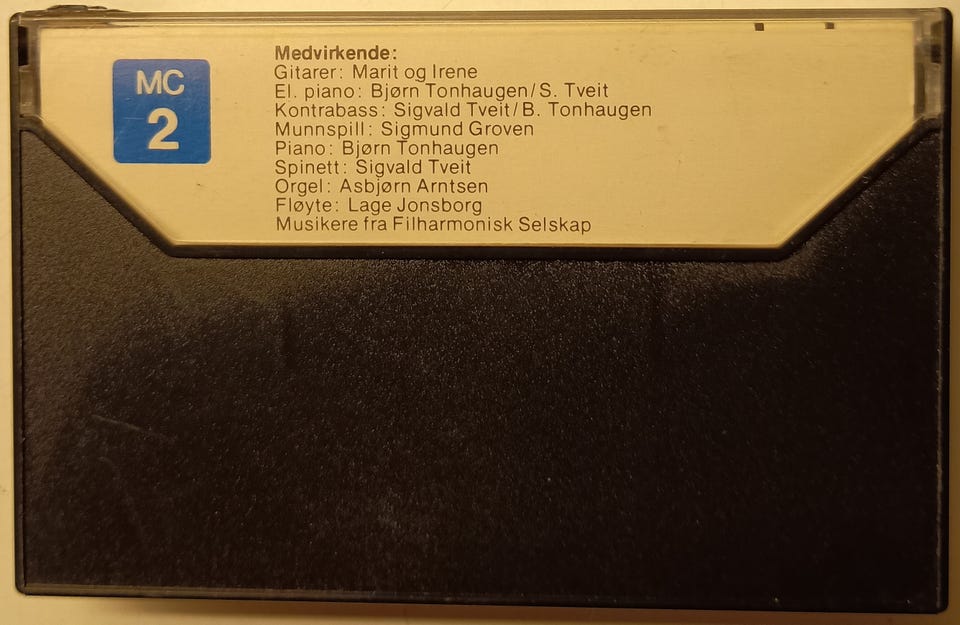 MC
2
Medvirkende:
Gitarer: Marit og Irene
El. piano: Bjørn Tonhaugen/S. Tveit
Kontrabass: Sigvald Tveit/B. Tonhaugen
Munnspill: Sigmund Groven
Piano: Bjørn Tonhaugen
Spinett: Sigvald Tveit
Orgel: Asbjørn Arntsen
Fløyte: Lage Jonsborg
Musikere fra Filharmonisk Selskap